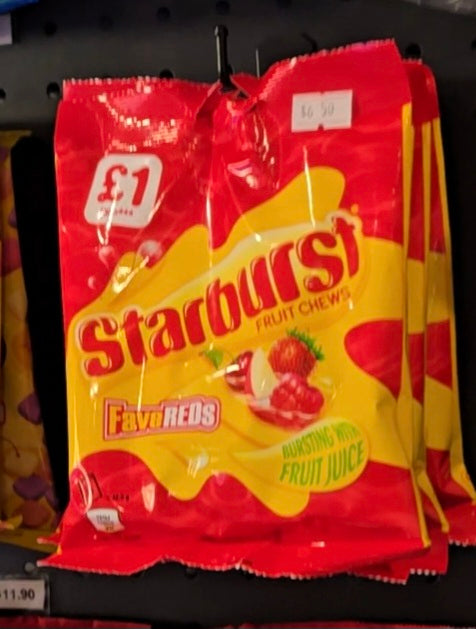 $6.50
£1
Starburst
FRUIT CHEWS
FaveREDS
BURSTING WITH
FRUIT JUICE
11.90